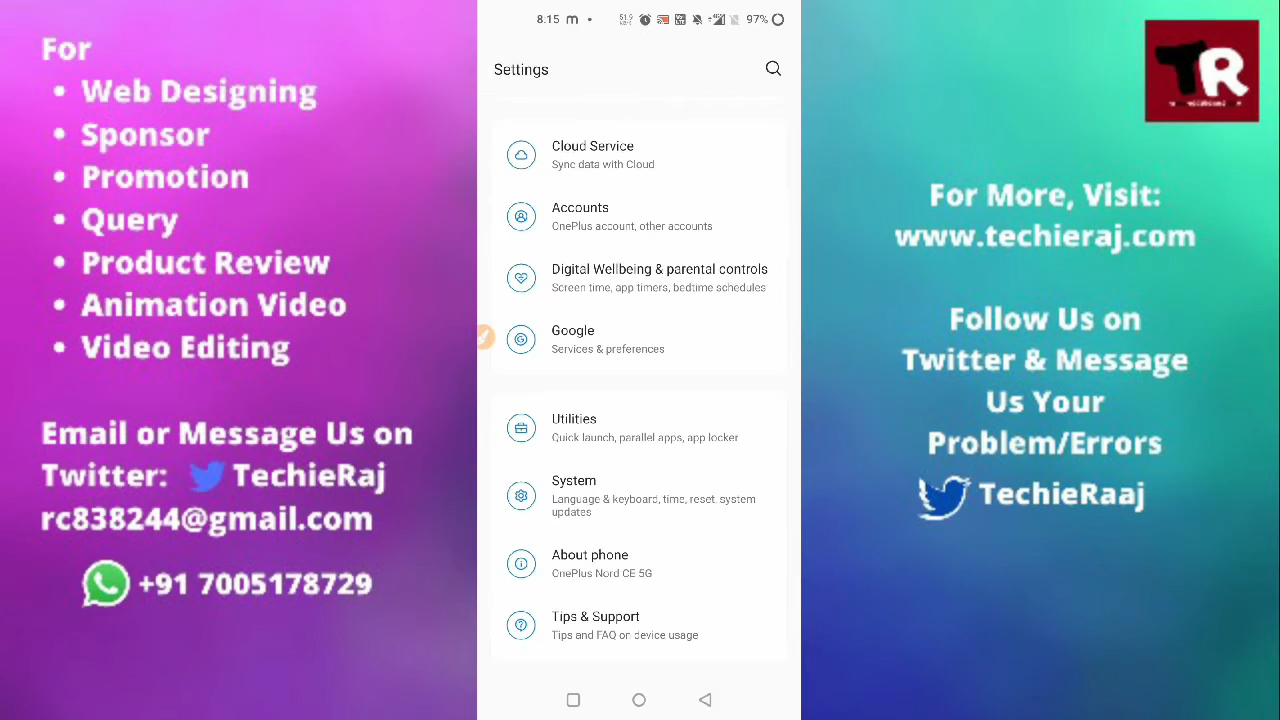 For
• Web Designing
• Sponsor
• Promotion
• Query
• Product Review
• Animation Video
• Video Editing
Email or Message Us on
Twitter: TechieRaj
rc838244@gmail.com
+91 7005178729
8:15 m • 97%
Settings
Cloud Service
Sync data with Cloud
Accounts
OnePlus account, other accounts
Digital Wellbeing & parental controls
Screen time, app timers, bedtime schedules
Google
Services & preferences
Utilities
Quick launch, parallel apps, app locker
System
Language & keyboard, time, reset, system
updates
About phone
OnePlus Nord CE 5G
Tips & Support
Tips and FAQ on device usage
TR
For More, Visit:
www.techieraj.com
Follow Us on
Twitter & Message
Us Your
Problem/Errors
TechieRaaj